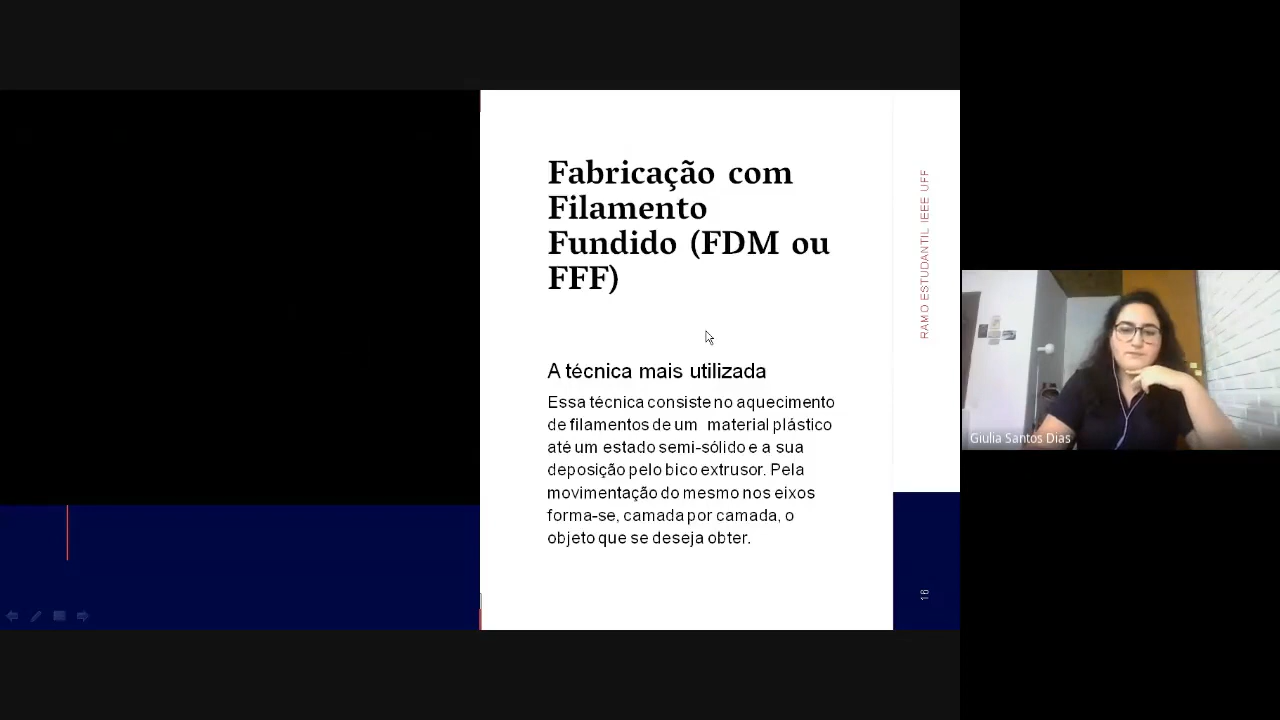 Fabricação com
Filamento
Fundido (FDM ou
FFF)
A técnica mais utilizada
Essa técnica consiste no aquecimento
de filamentos de um material plástico
até um estado semi-sólido e a sua
deposição pelo bico extrusor. Pela
movimentação do mesmo nos eixos
forma-se, camada por camada, o
objeto que se deseja obter.
RAMO ESTUDANTIL IEEE UFF
16
Giulia Santos Dias